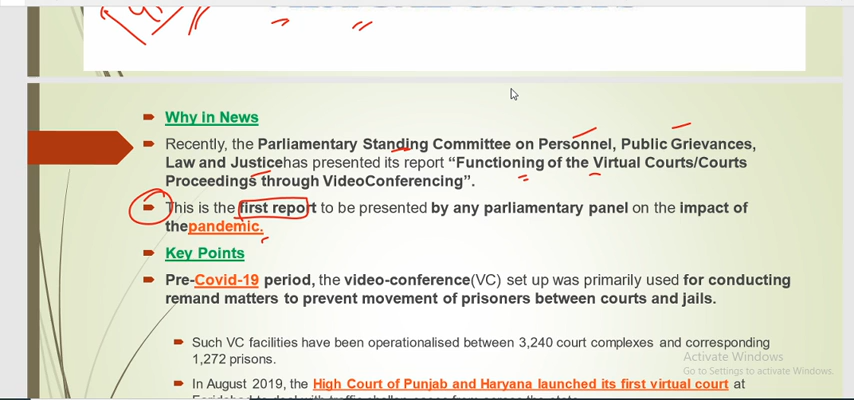 Why in News
Recently, the Parliamentary Standing Committee on Personnel, Public Grievances,
Law and Justicehas presented its report “Functioning of the Virtual Courts/Courts
Proceedings through VideoConferencing”.
This is the first report to be presented by any parliamentary panel on the impact of
thepandemic.
Key Points
Pre-Covid-19 period, the video-conference(VC) set up was primarily used for conducting
remand matters to prevent movement of prisoners between courts and jails.
Such VC facilities have been operationalised between 3,240 court complexes and corresponding
1,272 prisons.
Activate Windows
Go to Settings to activate Windows.
In August 2019, the High Court of Punjab and Haryana launched its first virtual court at